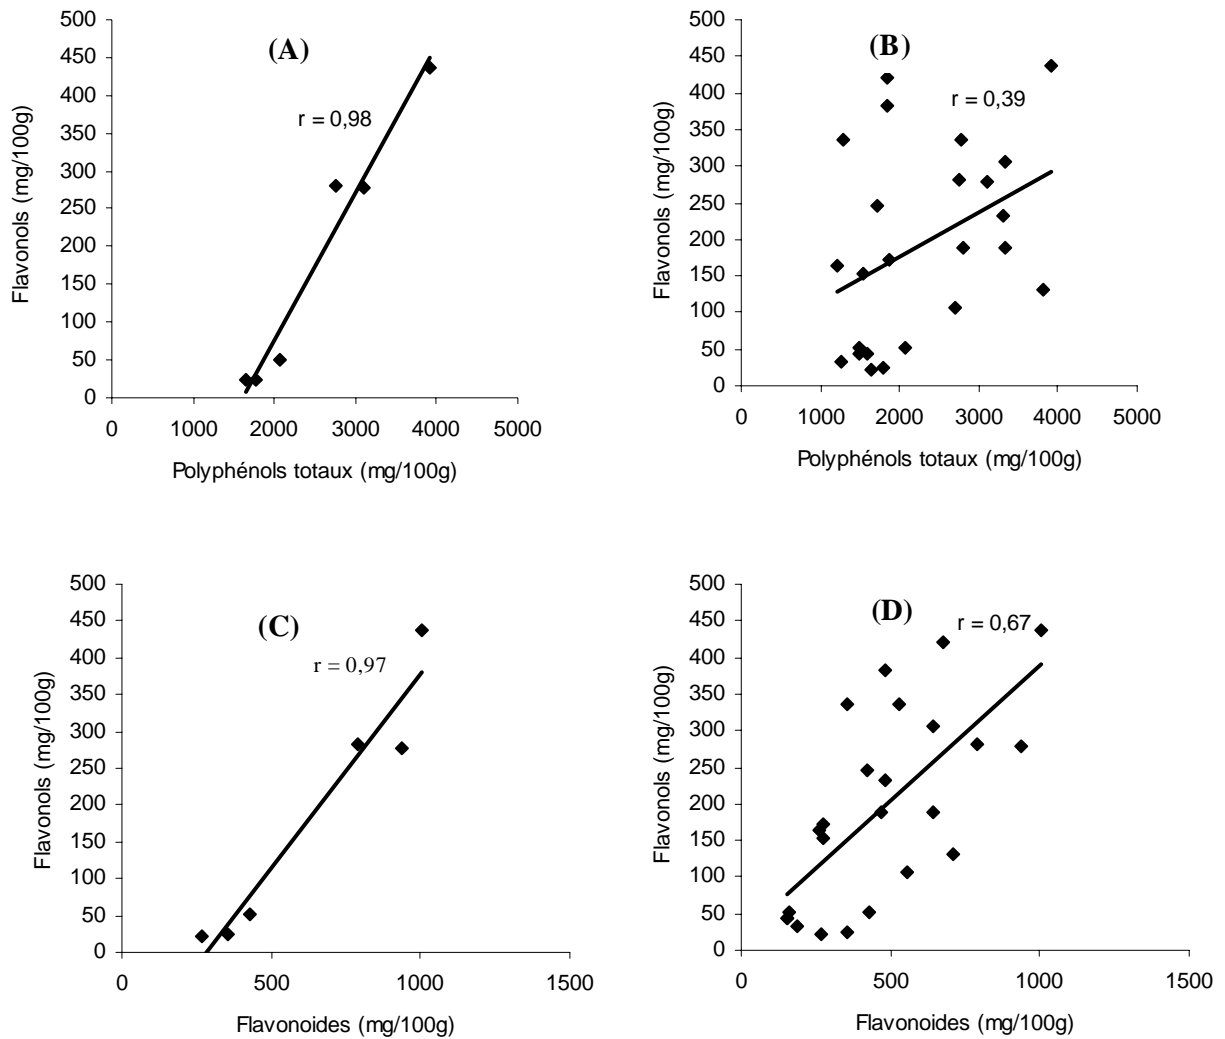 500
450
400
350
300
250
200
150
100
50
0
Flavonols (mg/100g)
(A)
r = 0,98
0 1000 2000 3000 4000 5000
Polyphénols totaux (mg/100g)
500
450
400
350
300
250
200
150
100
50
0
Flavonols (mg/100g)
(B)
r = 0,39
0 1000 2000 3000 4000 5000
Polyphénols totaux (mg/100g)
500
450
400
350
300
250
200
150
100
50
0
Flavonols (mg/100g)
(C)
r = 0,97
0 500 1000 1500
Flavonoides (mg/100g)
500
450
400
350
300
250
200
150
100
50
0
Flavonols (mg/100g)
(D)
r = 0,67
0 500 1000 1500
Flavonoides (mg/100g)